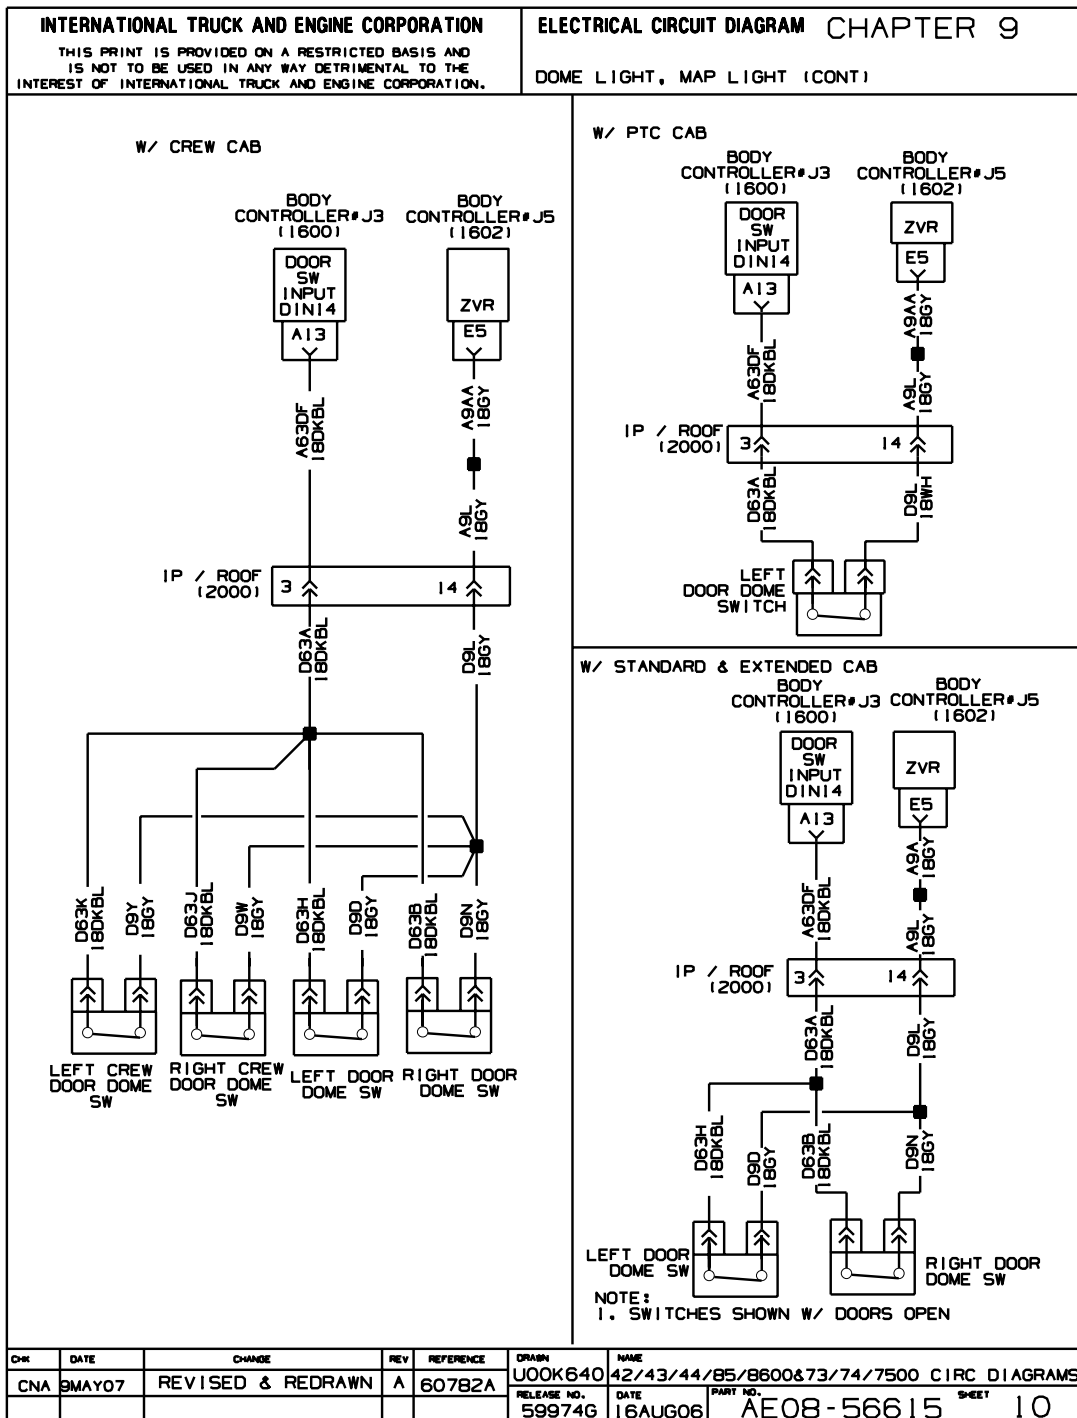 INTERNATIONAL TRUCK AND ENGINE CORPORATION
THIS PRINT IS PROVIDED ON A RESTRICTED BASIS AND
IS NOT TO BE USED IN ANY WAY DETRIMENTAL TO THE
INTEREST OF INTERNATIONAL TRUCK AND ENGINE CORPORATION.
ELECTRICAL CIRCUIT DIAGRAM CHAPTER 9
DOME LIGHT, MAP LIGHT (CONT)
W/ CREW CAB
BODY
CONTROLLER#J3
(1600)
BODY
CONTROLLER#J5
(1602)
DOOR
SW
INPUT
DIN14
A13
ZVR
E5
A63DF
18DKBL
A9AA
18GY
A9L
18GY
IP / ROOF
(2000)
3
14
D63A
18DKBL
D9L
18GY
D63K
18DKBL
D9Y
18GY
D63J
18DKBL
D9W
18GY
D63H
18DKBL
D9D
18GY
D63B
18DKBL
D9N
18GY
LEFT CREW
DOOR DOME
SW
RIGHT CREW
DOOR DOME
SW
LEFT DOOR
DOME SW
RIGHT DOOR
DOME SW
W/ PTC CAB
BODY
CONTROLLER#J3
(1600)
BODY
CONTROLLER#J5
(1602)
DOOR
SW
INPUT
DIN14
A13
ZVR
E5
A63DF
18DKBL
A9AA
18GY
A9L
18GY
IP / ROOF
(2000)
3
14
D63A
18DKBL
D9L
18WH
LEFT
DOOR DOME
SWITCH
W/ STANDARD & EXTENDED CAB
BODY
CONTROLLER#J3
(1600)
BODY
CONTROLLER#J5
(1602)
DOOR
SW
INPUT
DIN14
A13
ZVR
E5
A63DF
18DKBL
A9A
18GY
A9L
18GY
IP / ROOF
(2000)
3
14
D63A
18DKBL
D9L
18GY
D63H
18DKBL
D9D
18GY
D63B
18DKBL
D9N
18GY
LEFT DOOR
DOME SW
RIGHT DOOR
DOME SW
NOTE:
1. SWITCHES SHOWN W/ DOORS OPEN
CHK DATE CHANGE REV REFERENCE
CNA 9MAY07 REVISED & REDRAWN A 60782A
DRAWN
U00K640
NAME
42/43/44/85/8600&73/74/7500 CIRC DIAGRAMS
RELEASE NO.
59974G
DATE
16AUG06
PART NO.
AE08-56615
SHEET
10